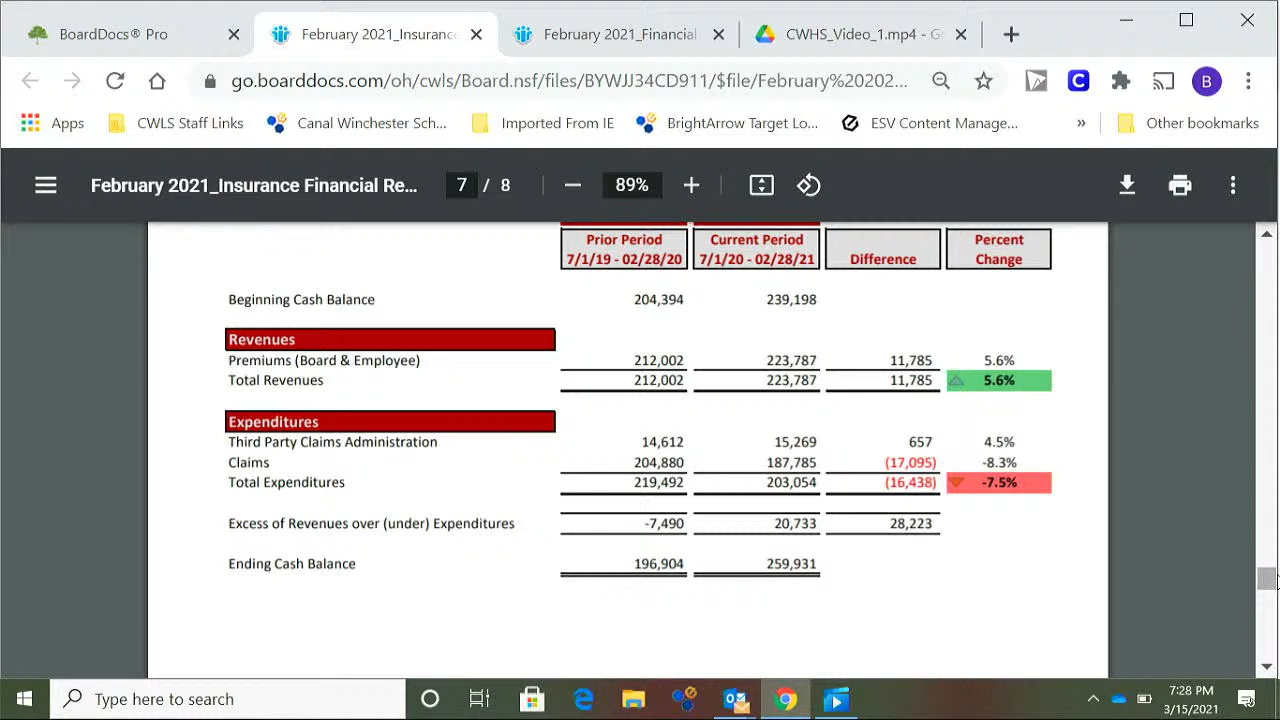 BoardDocs® Pro
February 2021_Insurance
February 2021_Financial
CWHS_Video_1.mp4 - Go
go.boarddocs.com/oh/cwls/Board.nsf/files/BYWJJ34CD911/$file/February%20202...
C
B
Apps
CWLS Staff Links
Canal Winchester Sch...
Imported From IE
BrightArrow Target Lo...
ESV Content Manage...
»
Other bookmarks
February 2021_Insurance Financial Re...
7 / 8
89%
Prior Period Current Period Percent
7/1/19 - 02/28/20 7/1/20 - 02/28/21 Difference Change
Beginning Cash Balance 204,394 239,198
Revenues
Premiums (Board & Employee) 212,002 223,787 11,785 5.6%
Total Revenues 212,002 223,787 11,785 5.6%
Expenditures
Third Party Claims Administration 14,612 15,269 657 4.5%
Claims 204,880 187,785 (17,095) -8.3%
Total Expenditures 219,492 203,054 (16,438) -7.5%
Excess of Revenues over (under) Expenditures -7,490 20,733 28,223
Ending Cash Balance 196,904 259,931
Type here to search
7:28 PM
3/15/2021